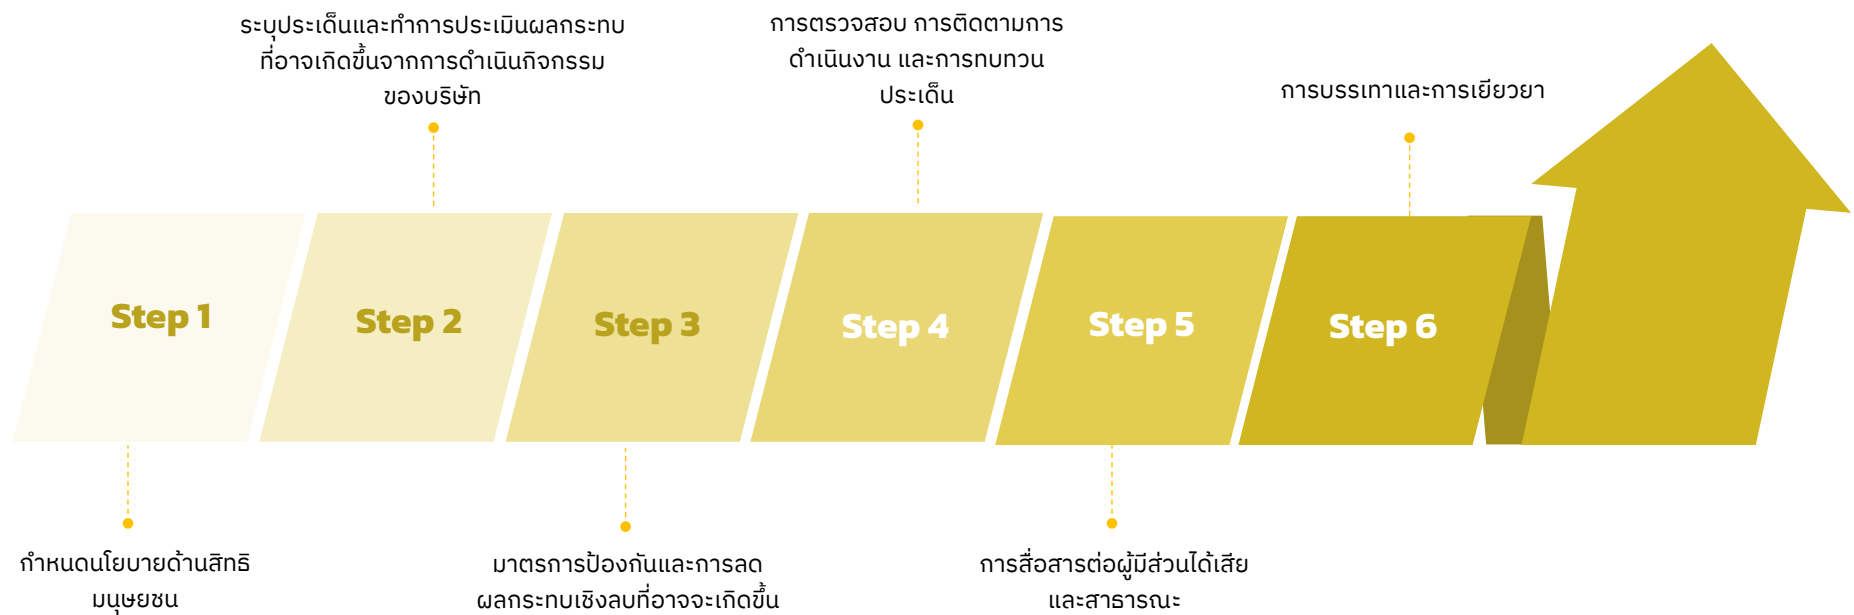 ระบุประเด็นและทำการประเมินผลกระทบ
ที่อาจเกิดขึ้นจากการดำเนินกิจกรรม
ของบริษัท
การตรวจสอบ การติดตามการ
ดำเนินงาน และการทบทวน
ประเด็น
การบรรเทาและการเยียวยา
Step 1
Step 2
Step 3
Step 4
Step 5
Step 6
กำหนดนโยบายด้านสิทธิ
มนุษยชน
มาตรการป้องกันและการลด
ผลกระทบเชิงลบที่อาจจะเกิดขึ้น
การสื่อสารต่อผู้มีส่วนได้เสีย
และสาธารณะ